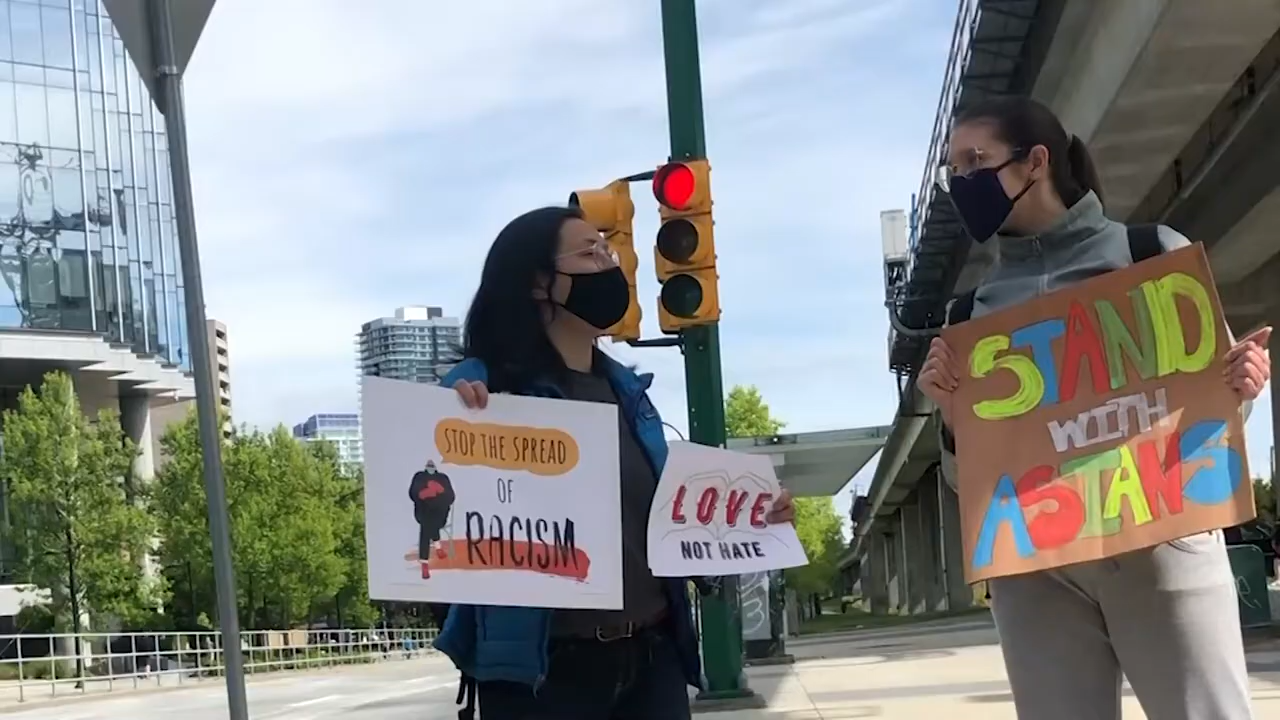 STOP THE SPREAD
OF
RACISM
LOVE
NOT HATE
STAND
WITH
ASIANS